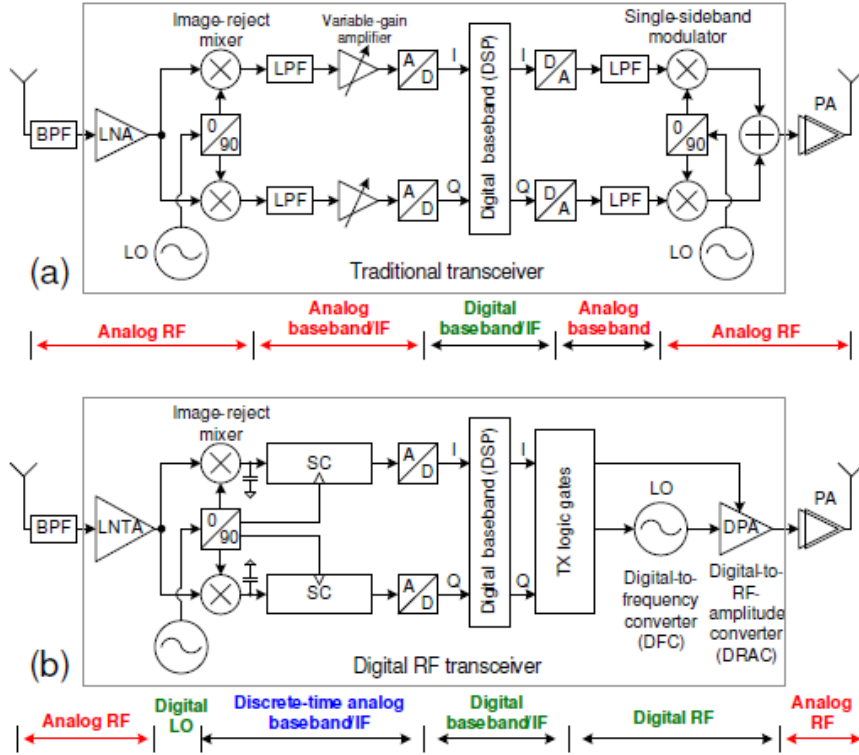 Image-reject
mixer
Variable-gain
amplifier
Single-sideband
modulator
BPF
LNA
0
90
LPF
LPF
A
D
A
D
I
Q
Digital baseband (DSP)
I
Q
D
A
D
A
LPF
LPF
0
90
PA
LO
LO
(a)
Traditional transceiver
Analog RF
Analog
baseband/IF
Digital
baseband/IF
Analog
baseband
Analog RF
Image-reject
mixer
BPF
LNTA
0
90
SC
SC
A
D
A
D
I
Q
Digital baseband (DSP)
I
Q
TX logic gates
LO
DPA
PA
Digital-to-
frequency
converter
(DFC)
Digital-to-
RF-
amplitude
converter
(DRAC)
(b)
Digital RF transceiver
Analog RF
Digital
LO
Discrete-time analog
baseband/IF
Digital
baseband/IF
Digital RF
Analog
RF